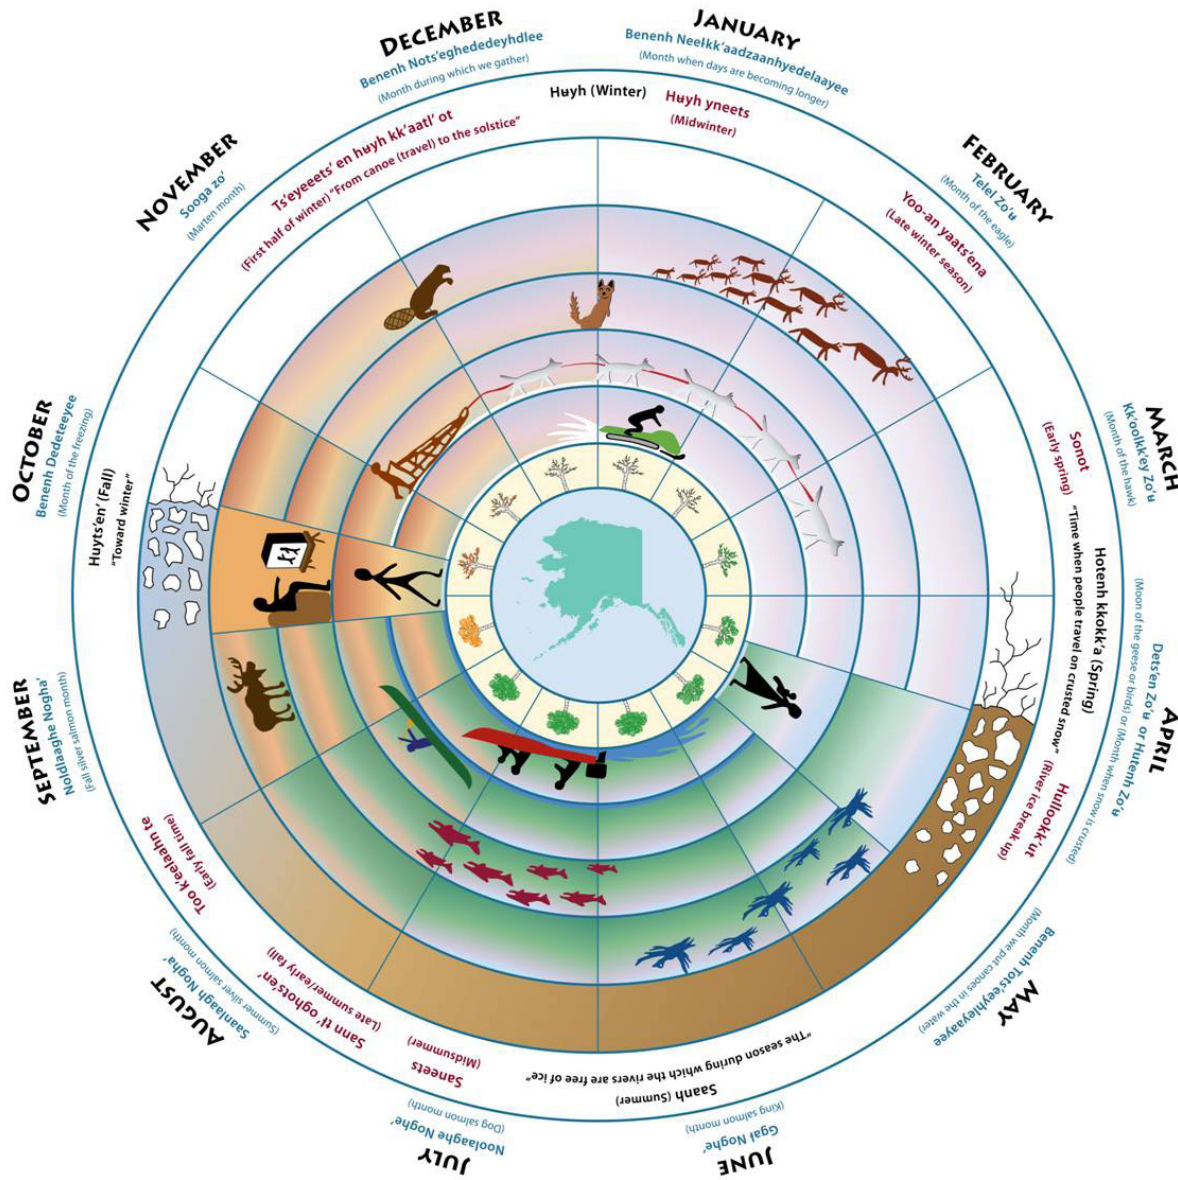 JANUARY
Benenh Neełkk'aadzaanhyedelaayee
(Month when days are becoming longer)
Hʉyh (Winter)
Hʉyh yneets
(Midwinter)
FEBRUARY
Telel Zo'ʉ
(Month of the eagle)
Yoo-an yaats'ena
(Late winter season)
MARCH
Kk'oolkk'ey Zo'ʉ
(Month of the hawk)
Sonot
(Early spring)
Hotenh kkokk'a (Spring)
"Time when people travel on crusted snow"
APRIL
Dets'en Zo'ʉ or Hutenh Zo'ʉ
(Moon of the geese or birds) or (Month when snow is crusted)
Hullookk'ut
(River ice break up)
MAY
Benenh Tots'eeyhleyaayee
(Month we put canoes in the water)
JUNE
Ggał Noghe'
(King salmon month)
Saanh (Summer)
"The season during which the rivers are free of ice"
JULY
Noolaaghe Noghe'
(Dog salmon month)
Saneets
(Midsummer)
AUGUST
Saanlaagh Nogha'
(Summer silver salmon month)
Sann tł' oghots'en'
(Late summer/early fall)
SEPTEMBER
Noidlaaghe Nogha'
(Fall silver salmon month)
Too k'eelaahn te
(Early fall time)
OCTOBER
Benenh Dedeteeyee
(Month of the freezing)
Huyts'en' (Fall)
"Toward winter"
NOVEMBER
Sooga zo'
(Marten month)
DECEMBER
Benenh Nots'eghededeyhdlee
(Month during which we gather)
Ts'eyeeets' en hʉyh kk'aatl' ot
(First half of winter) "From canoe (travel) to the solstice"